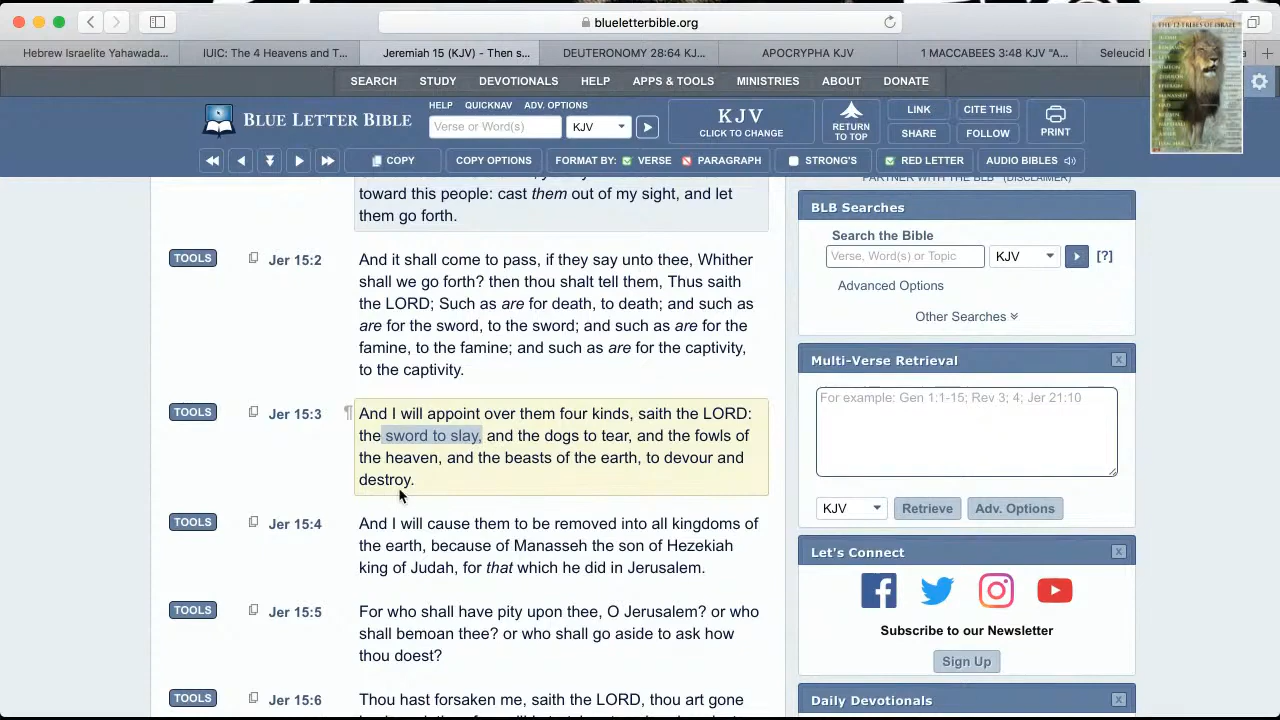 blueletterbible.org
Hebrew Israelite Yahawada...
IUIC: The 4 Heavens and T...
Jeremiah 15 (KJV) - Then s...
DEUTERONOMY 28:64 KJ...
APOCRYPHA KJV
1 MACCABEES 3:48 KJV "A...
Seleucid
THE 12 TRIBES OF ISRAEL
SEARCH STUDY DEVOTIONALS HELP APPS & TOOLS MINISTRIES ABOUT DONATE
BLUE LETTER BIBLE
HELP QUICKNAV ADV. OPTIONS
Verse or Word(s)
KJV
KJV
CLICK TO CHANGE
RETURN
TO TOP
LINK
CITE THIS
SHARE
FOLLOW
PRINT
COPY
COPY OPTIONS
FORMAT BY: VERSE PARAGRAPH
STRONG'S
RED LETTER
AUDIO BIBLES
toward this people: cast them out of my sight, and let
them go forth.
TOOLS
Jer 15:2
And it shall come to pass, if they say unto thee, Whither
shall we go forth? then thou shalt tell them, Thus saith
the LORD; Such as are for death, to death; and such as
are for the sword, to the sword; and such as are for the
famine, to the famine; and such as are for the captivity,
to the captivity.
TOOLS
Jer 15:3
¶ And I will appoint over them four kinds, saith the LORD:
the sword to slay, and the dogs to tear, and the fowls of
the heaven, and the beasts of the earth, to devour and
destroy.
TOOLS
Jer 15:4
And I will cause them to be removed into all kingdoms of
the earth, because of Manasseh the son of Hezekiah
king of Judah, for that which he did in Jerusalem.
TOOLS
Jer 15:5
For who shall have pity upon thee, O Jerusalem? or who
shall bemoan thee? or who shall go aside to ask how
thou doest?
TOOLS
Jer 15:6
Thou hast forsaken me, saith the LORD, thou art gone
PARTNER WITH THE BLB (DISCLAIMER)
BLB Searches
Search the Bible
Verse, Word(s) or Topic
KJV
[?]
Advanced Options
Other Searches
Multi-Verse Retrieval
X
For example: Gen 1:1-15; Rev 3; 4; Jer 21:10
KJV
Retrieve
Adv. Options
Let's Connect
X
Subscribe to our Newsletter
Sign Up
Daily Devotionals
X